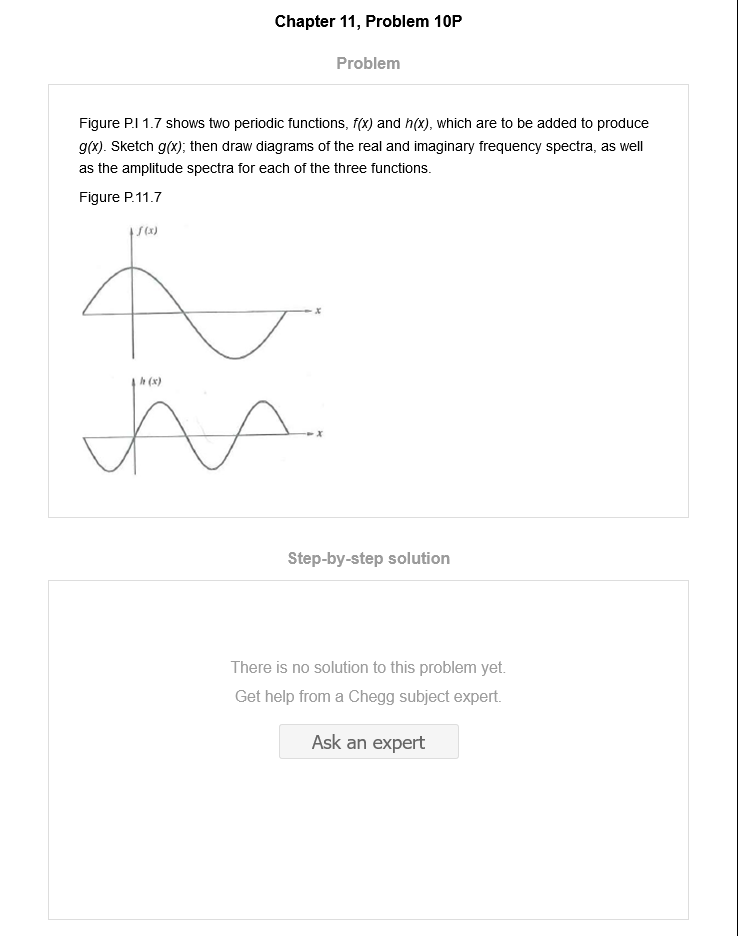 Chapter 11, Problem 10P
Problem
Figure P.I 1.7 shows two periodic functions, f(x) and h(x), which are to be added to produce
g(x). Sketch g(x); then draw diagrams of the real and imaginary frequency spectra, as well
as the amplitude spectra for each of the three functions.
Figure P.11.7
f (x)
x
h (x)
x
Step-by-step solution
There is no solution to this problem yet.
Get help from a Chegg subject expert.
Ask an expert